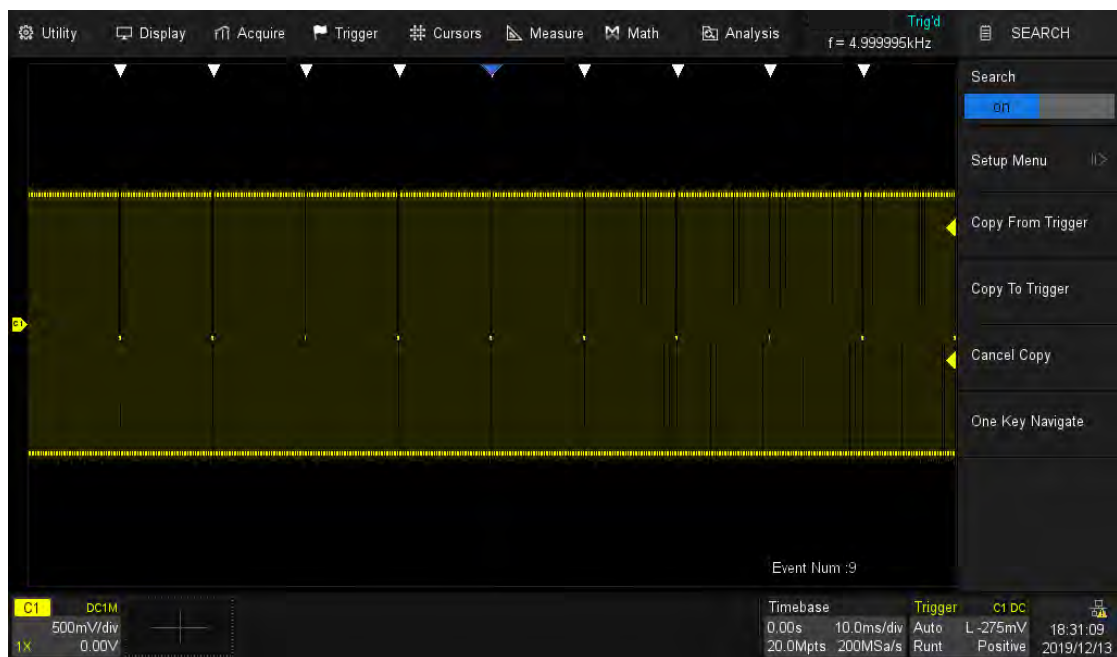 Utility Display Acquire Trigger Cursors Measure Math Analysis
Trig'd
f = 4.999995kHz
SEARCH
Search
on
Setup Menu
Copy From Trigger
Copy To Trigger
Cancel Copy
One Key Navigate
C1
Event Num :9
C1 DC1M
500mV/div
1X 0.00V
Timebase
0.00s 10.0ms/div
20.0Mpts 200MSa/s
Trigger C1 DC
Auto L -275mV
Runt Positive
18:31:09
2019/12/13